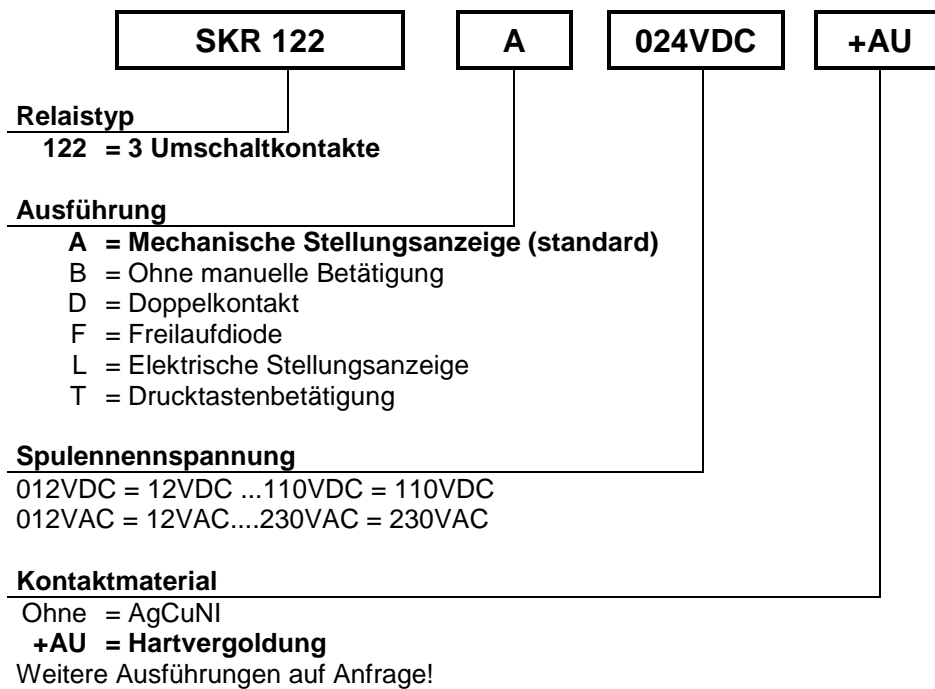 SKR 122 A 024VDC +AU
Relaistyp
122 = 3 Umschaltkontakte
Ausführung
A = Mechanische Stellungsanzeige (standard)
B = Ohne manuelle Betätigung
D = Doppelkontakt
F = Freilaufdiode
L = Elektrische Stellungsanzeige
T = Drucktastenbetätigung
Spulennennspannung
012VDC = 12VDC ...110VDC = 110VDC
012VAC = 12VAC....230VAC = 230VAC
Kontaktmaterial
Ohne = AgCuNI
+AU = Hartvergoldung
Weitere Ausführungen auf Anfrage!